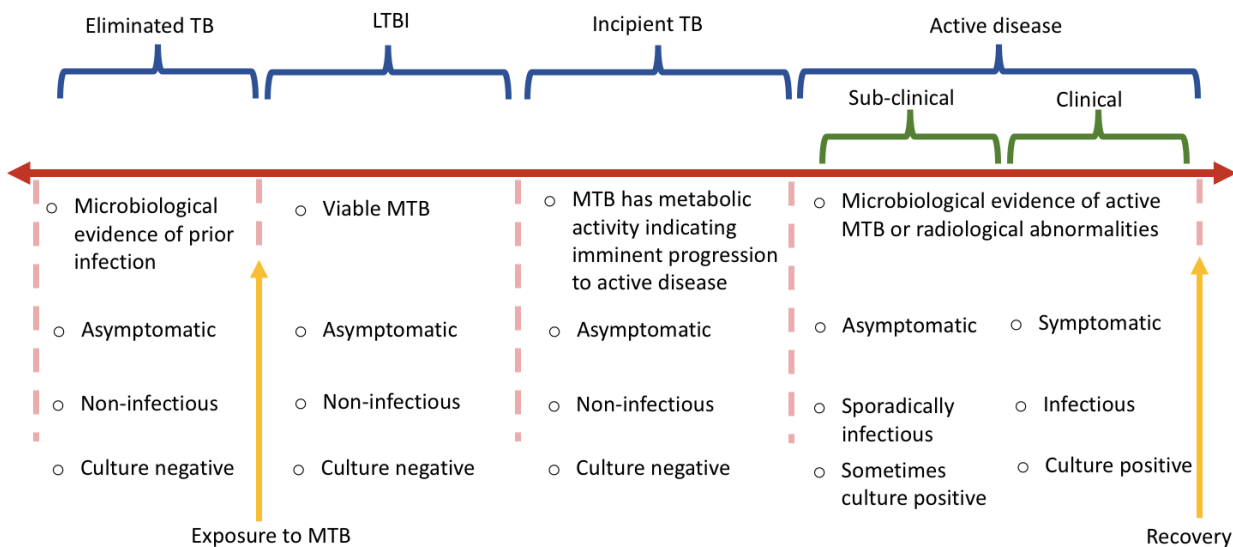 Eliminated TB
LTBI
Incipient TB
Active disease
Sub-clinical
Clinical
○ Microbiological
evidence of prior
infection
○ Asymptomatic
○ Non-infectious
○ Culture negative
○ Viable MTB
○ Asymptomatic
○ Non-infectious
○ Culture negative
○ MTB has metabolic
activity indicating
imminent progression
to active disease
○ Asymptomatic
○ Non-infectious
○ Culture negative
○ Microbiological evidence of active
MTB or radiological abnormalities
○ Asymptomatic
○ Sporadically
infectious
○ Sometimes
culture positive
○ Symptomatic
○ Infectious
○ Culture positive
Exposure to MTB
Recovery